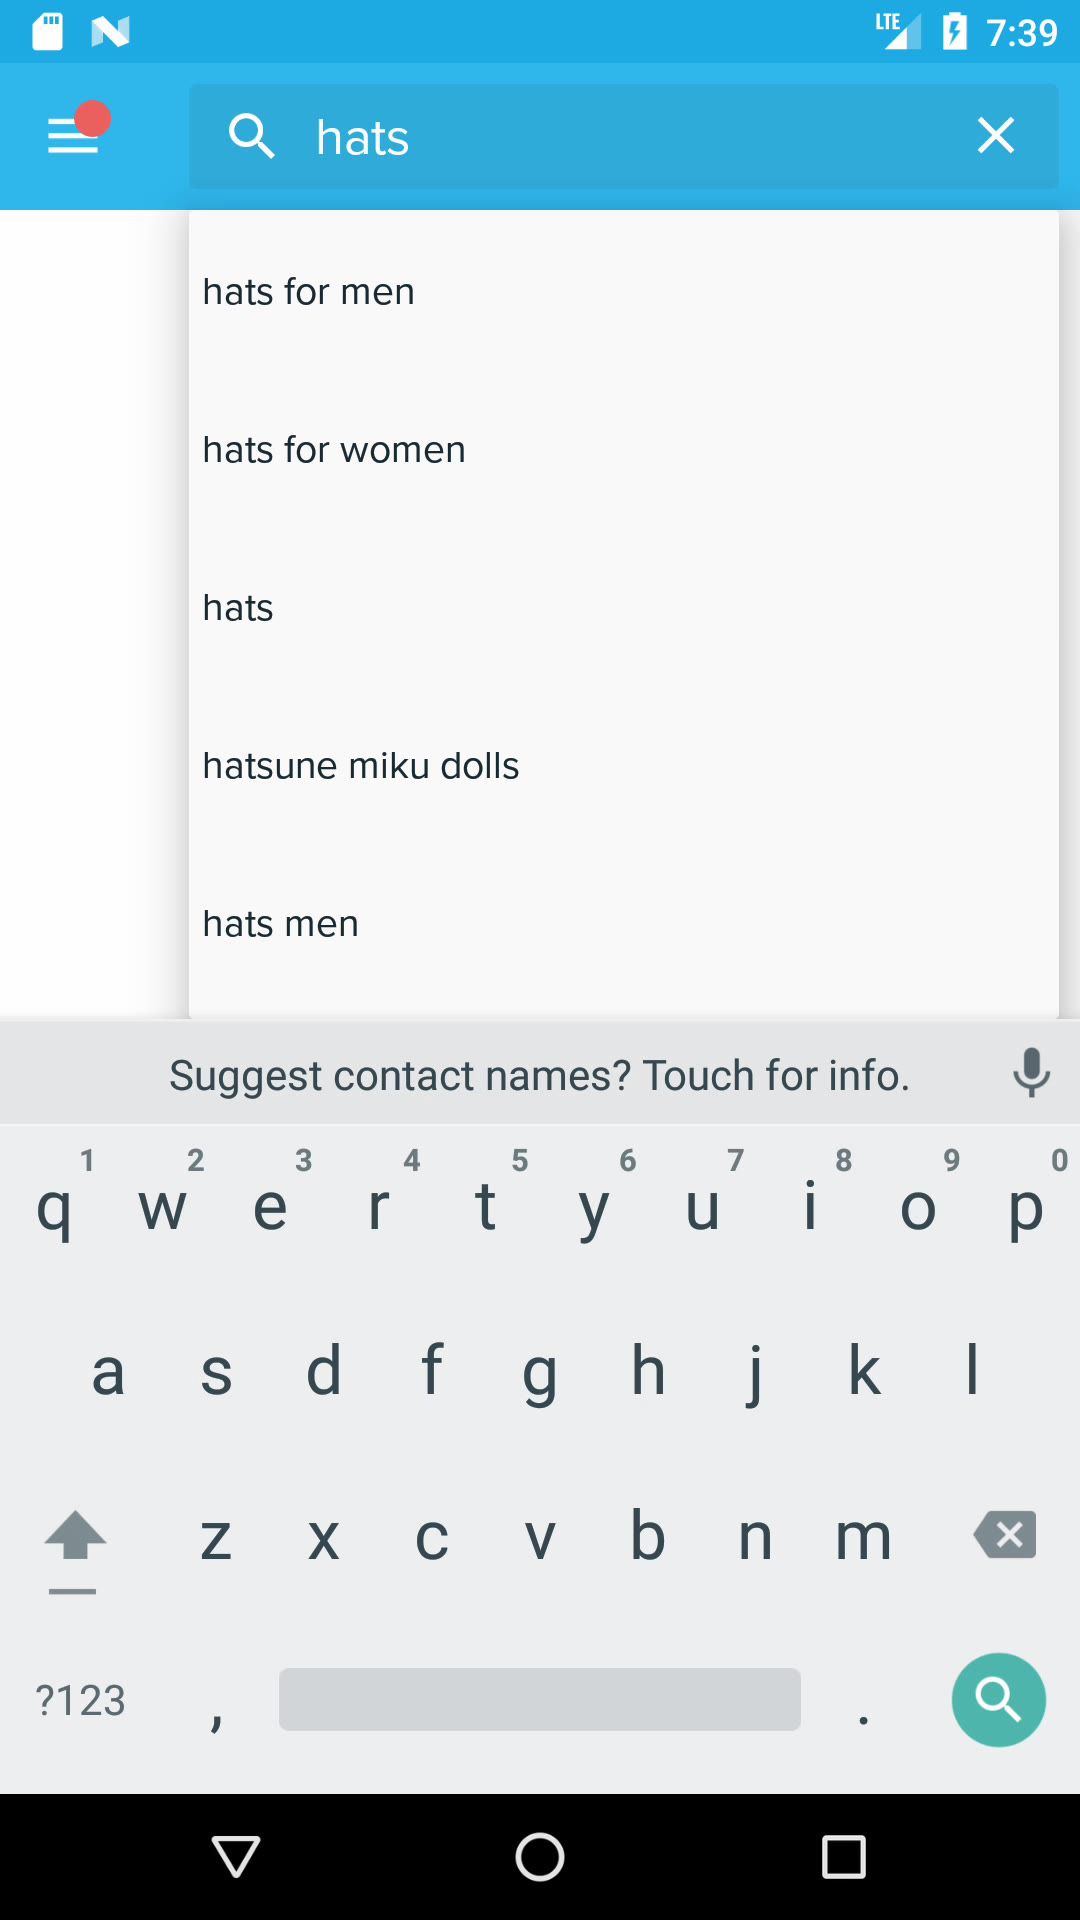 LTE 7:39
hats
hats for men
hats for women
hats
hatsune miku dolls
hats men
Suggest contact names? Touch for info.
1 2 3 4 5 6 7 8 9 0
q w e r t y u i o p
a s d f g h j k l
z x c v b n m
?123 , .